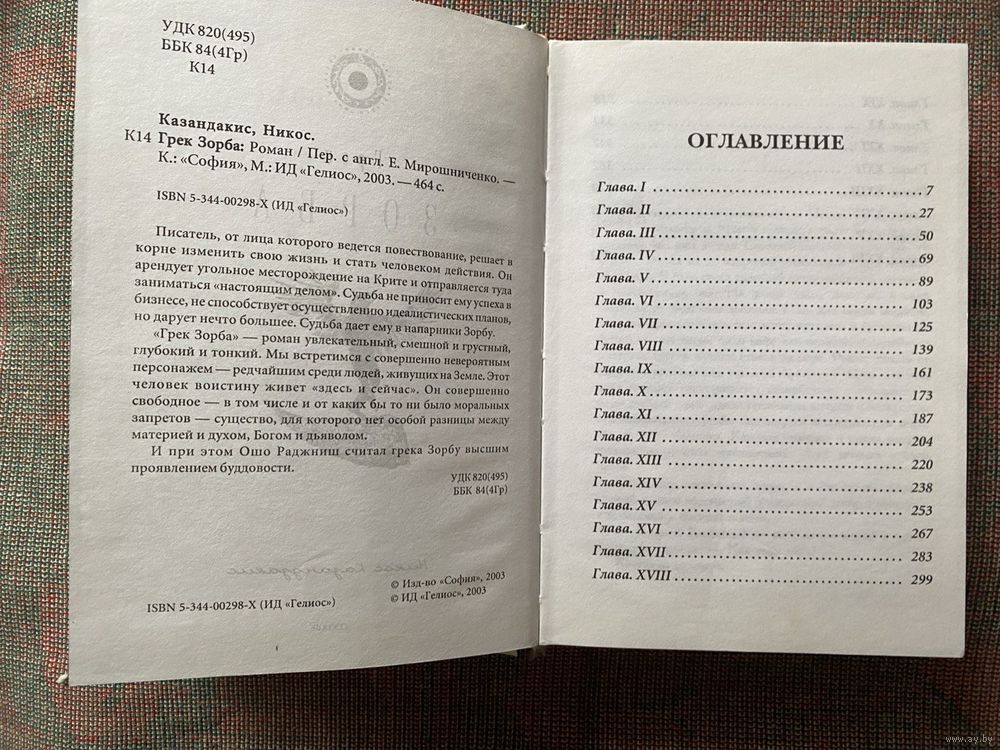 УДК 820(495)
ББК 84(4Гр)
К14
Казандакис, Никос.
К14 Грек Зорба: Роман / Пер. с англ. Е. Мирошниченко. —
К.: «София», М.: ИД «Гелиос», 2003. — 464 с.
ISBN 5-344-00298-X (ИД «Гелиос»)
Писатель, от лица которого ведется повествование, решает в
корне изменить свою жизнь и стать человеком действия. Он
арендует угольное месторождение на Крите и отправляется туда
заниматься «настоящим делом». Судьба не приносит ему успеха в
бизнесе, не способствует осуществлению идеалистических планов,
но дарует нечто большее. Судьба дает ему в напарники Зорбу.
«Грек Зорба» — роман увлекательный, смешной и грустный,
глубокий и тонкий. Мы встретимся с совершенно невероятным
персонажем — редчайшим среди людей, живущих на Земле. Этот
человек воистину живет «здесь и сейчас». Он совершенно
свободное — в том числе и от каких бы то ни было моральных
запретов — существо, для которого нет особой разницы между
материей и духом, Богом и дьяволом.
И при этом Ошо Раджниш считал грека Зорбу высшим
проявлением буддовости.
УДК 820(495)
ББК 84(4Гр)
© Изд-во «София», 2003
© ИД «Гелиос», 2003
ISBN 5-344-00298-X (ИД «Гелиос»)
ОГЛАВЛЕНИЕ
Глава. I ........ 7
Глава. II ........ 27
Глава. III ........ 50
Глава. IV ........ 69
Глава. V ........ 89
Глава. VI ........ 103
Глава. VII ........ 125
Глава. VIII ........ 139
Глава. IX ........ 161
Глава. X ........ 173
Глава. XI ........ 187
Глава. XII ........ 204
Глава. XIII ........ 220
Глава. XIV ........ 238
Глава. XV ........ 253
Глава. XVI ........ 267
Глава. XVII ........ 283
Глава. XVIII ........ 299
www.ay.by